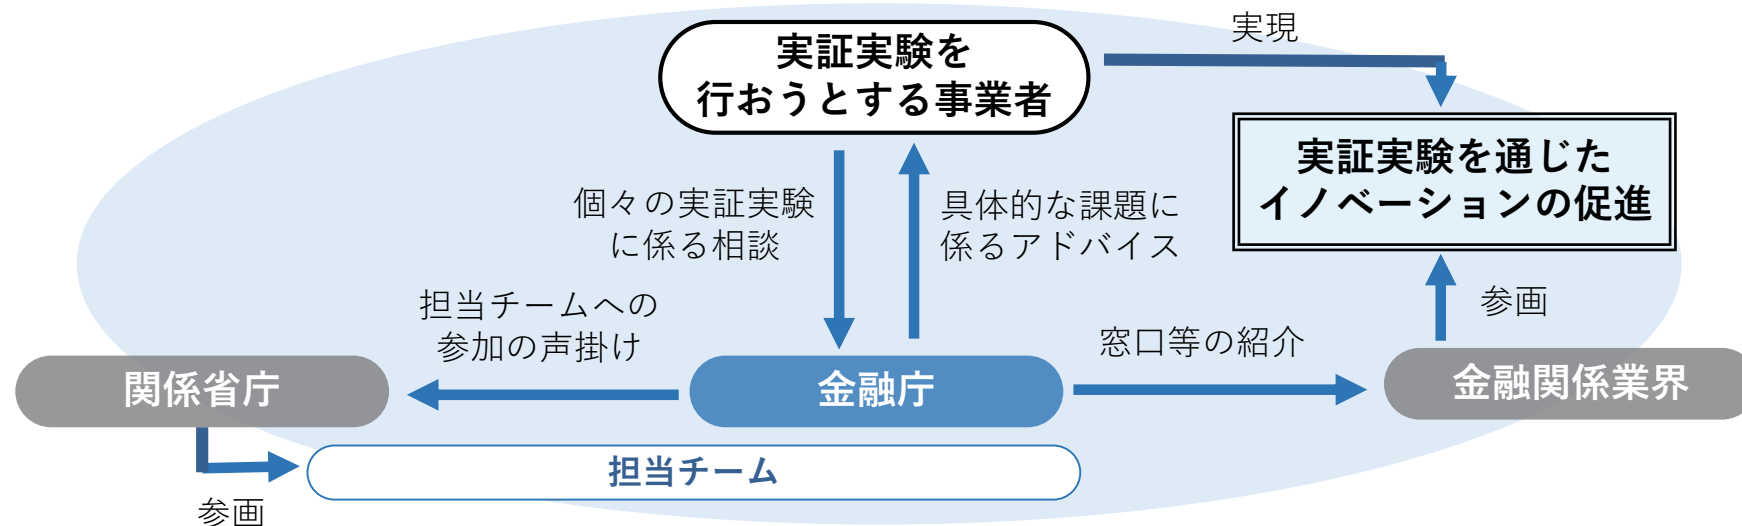 実現
実証実験を
行おうとする事業者
実証実験を通じた
イノベーションの促進
個々の実証実験
に係る相談
具体的な課題に
係るアドバイス
担当チームへの
参加の声掛け
窓口等の紹介
参画
関係省庁
金融庁
金融関係業界
担当チーム
参画